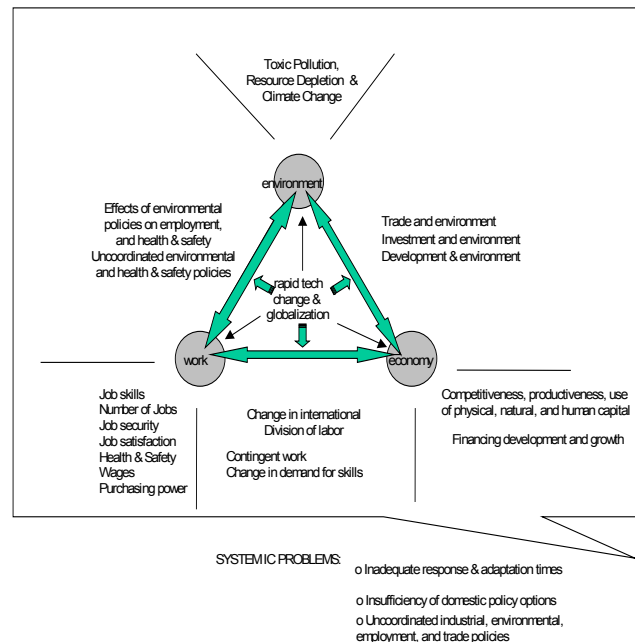 Toxic Pollution,
Resource Depletion &
Climate Change
environment
Effects of environmental
policies on employment,
and health & safety
Uncoordinated environmental
and health & safety policies
Trade and environment
Investment and environment
Development & environment
rapid tech
change &
globalization
work
economy
Job skills
Number of Jobs
Job security
Job satisfaction
Health & Safety
Wages
Purchasing power
Change in international
Division of labor
Contingent work
Change in demand for skills
Competitiveness, productiveness, use
of physical, natural, and human capital
Financing development and growth
SYSTEMIC PROBLEMS:
o Inadequate response & adaptation times
o Insufficiency of domestic policy options
o Uncoordinated industrial, environmental,
employment, and trade policies